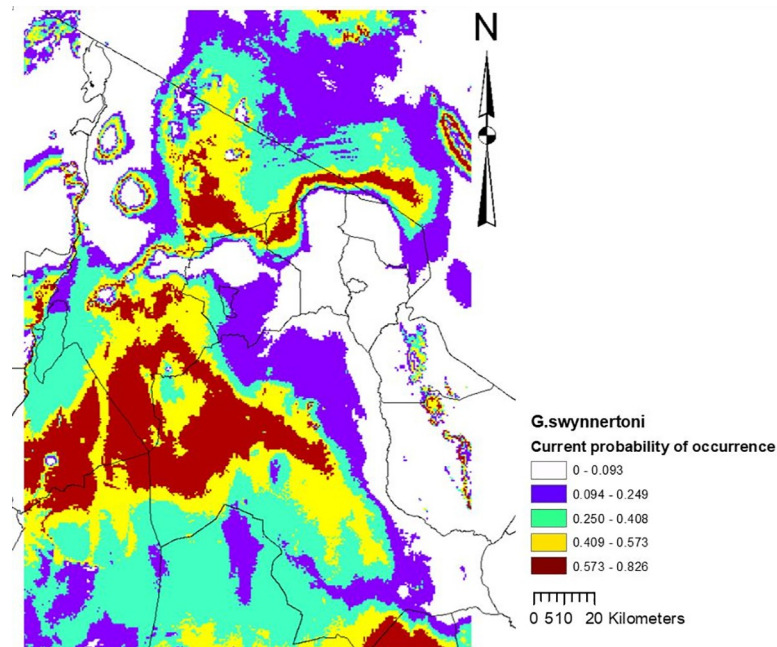 N
G.swynnertoni
Current probability of occurrence
0 - 0.093
0.094 - 0.249
0.250 - 0.408
0.409 - 0.573
0.573 - 0.826
0 510 20 Kilometers